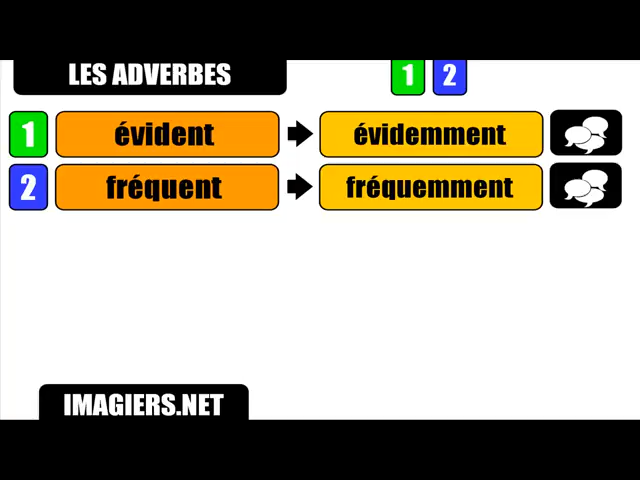 LES ADVERBES
1 2
1 évident évidemment
2 fréquent fréquemment
IMAGIERS.NET